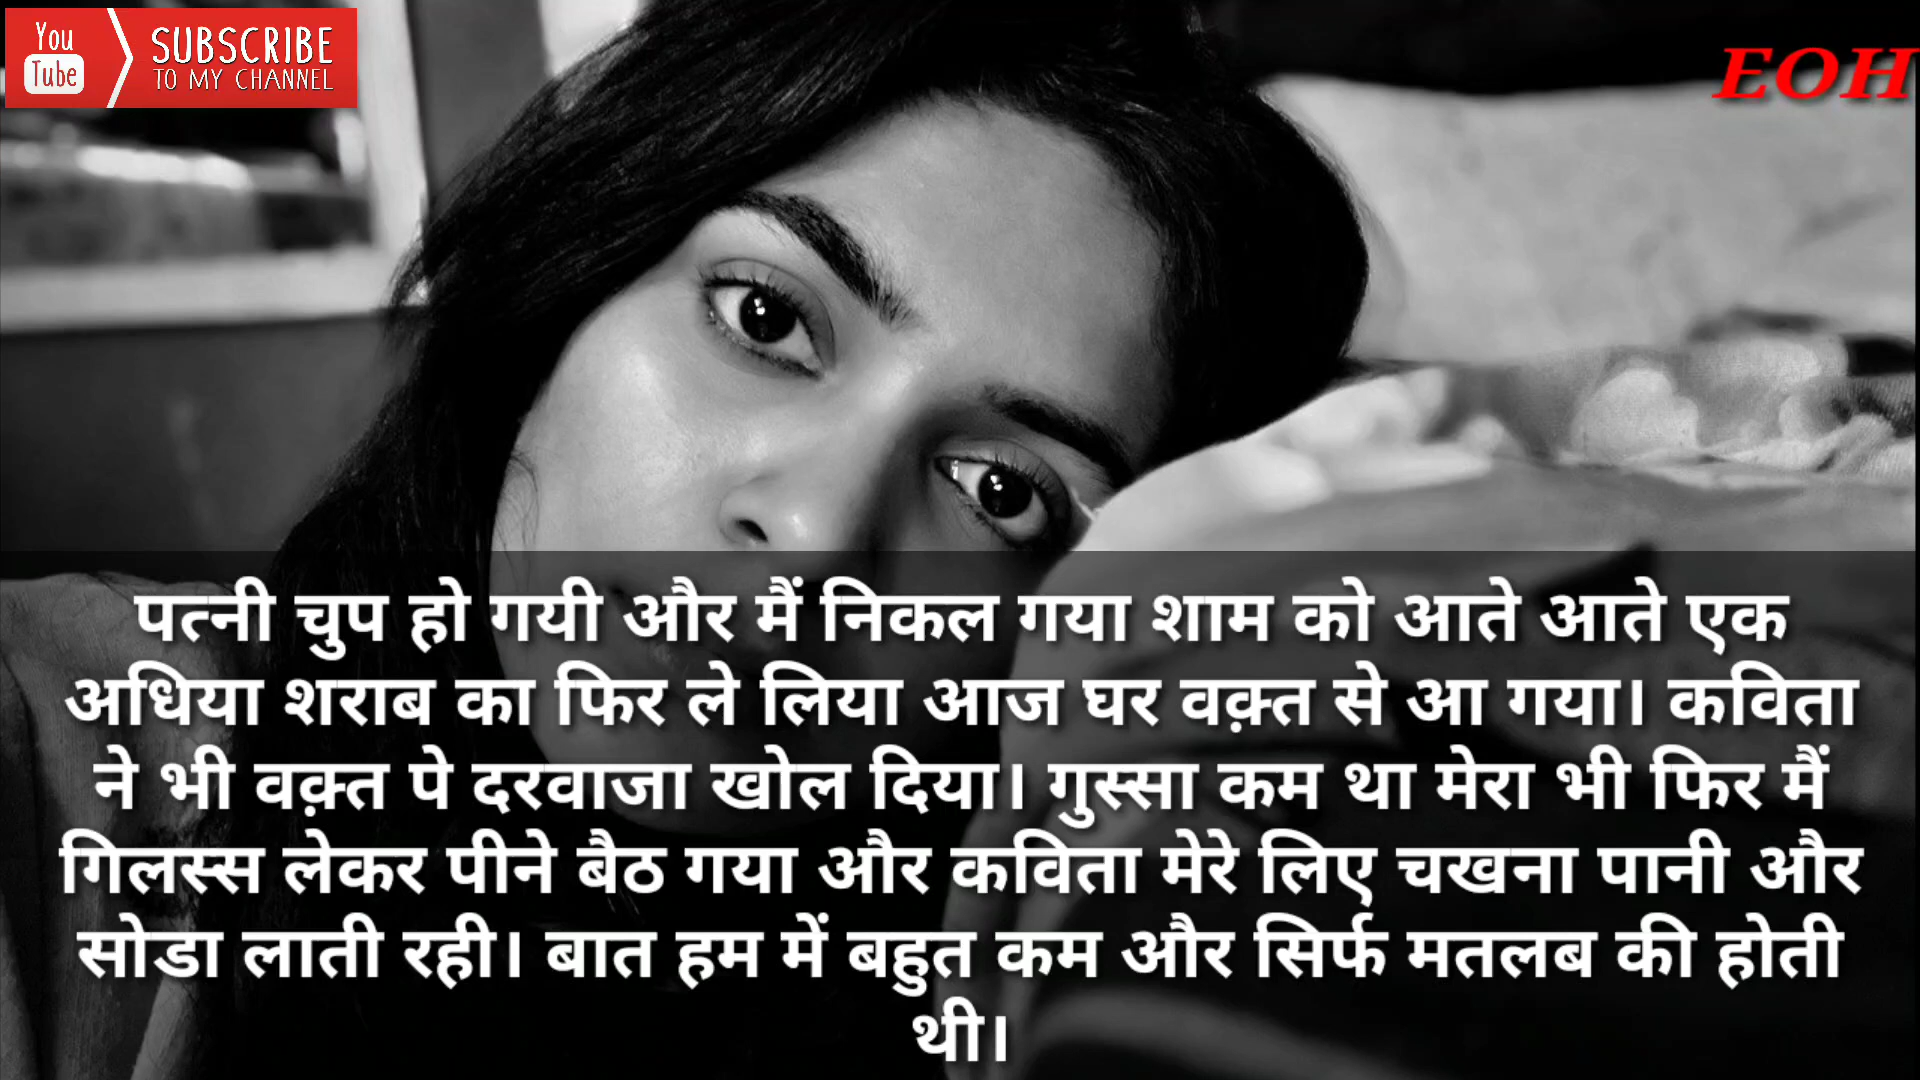 You
Tube
SUBSCRIBE
TO MY CHANNEL
EOH
पत्नी चुप हो गयी और मैं निकल गया शाम को आते आते एक
अधिया शराब का फिर ले लिया आज घर वक़्त से आ गया। कविता
ने भी वक़्त पे दरवाजा खोल दिया। गुस्सा कम था मेरा भी फिर मैं
गिलस्स लेकर पीने बैठ गया और कविता मेरे लिए चखना पानी और
सोडा लाती रही। बात हम में बहुत कम और सिर्फ मतलब की होती
थी।